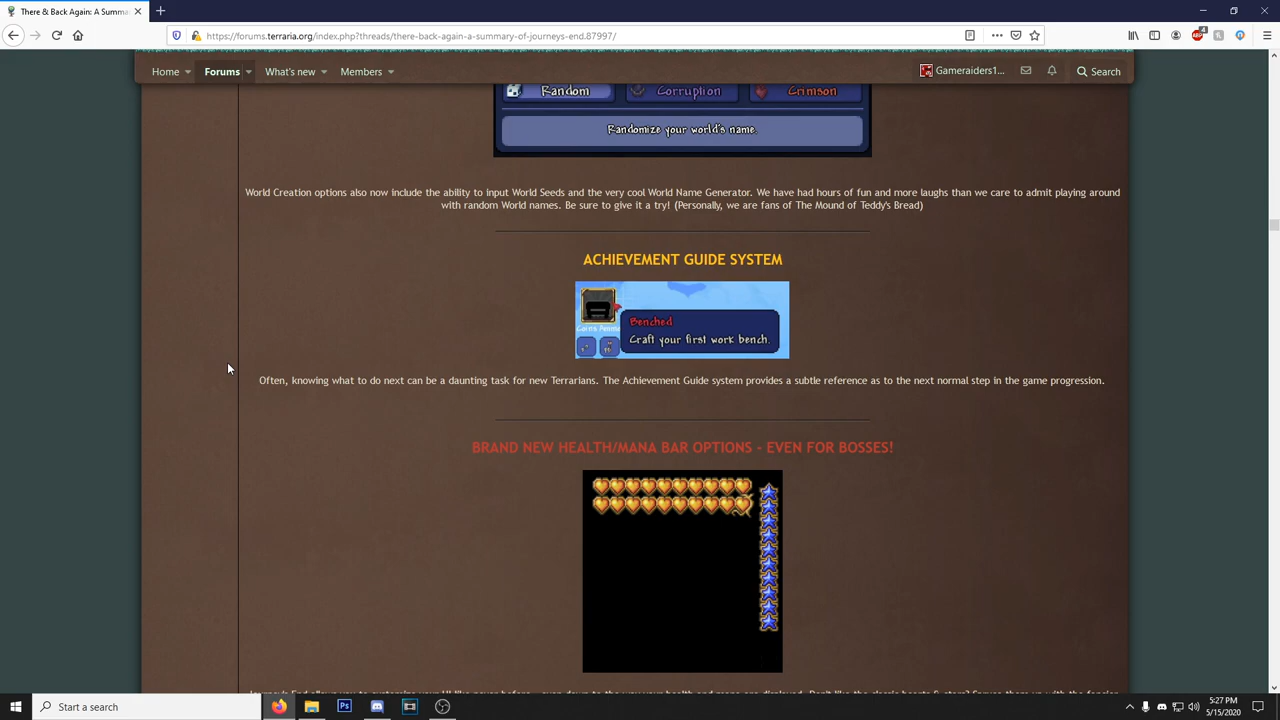 There & Back Again: A Summa
https://forums.terraria.org/index.php?threads/there-back-again-a-summary-of-journeys-end.87997/
Home
Forums
What's new
Members
Gameraiders1...
Search
Random
Corruption
Crimson
Randomize your world's name.
World Creation options also now include the ability to input World Seeds and the very cool World Name Generator. We have had hours of fun and more laughs than we care to admit playing around
with random World names. Be sure to give it a try! (Personally, we are fans of The Mound of Teddy's Bread)
ACHIEVEMENT GUIDE SYSTEM
Benched
Craft your first work bench.
Often, knowing what to do next can be a daunting task for new Terrarians. The Achievement Guide system provides a subtle reference as to the next normal step in the game progression.
BRAND NEW HEALTH/MANA BAR OPTIONS - EVEN FOR BOSSES!
Search
Type here to search